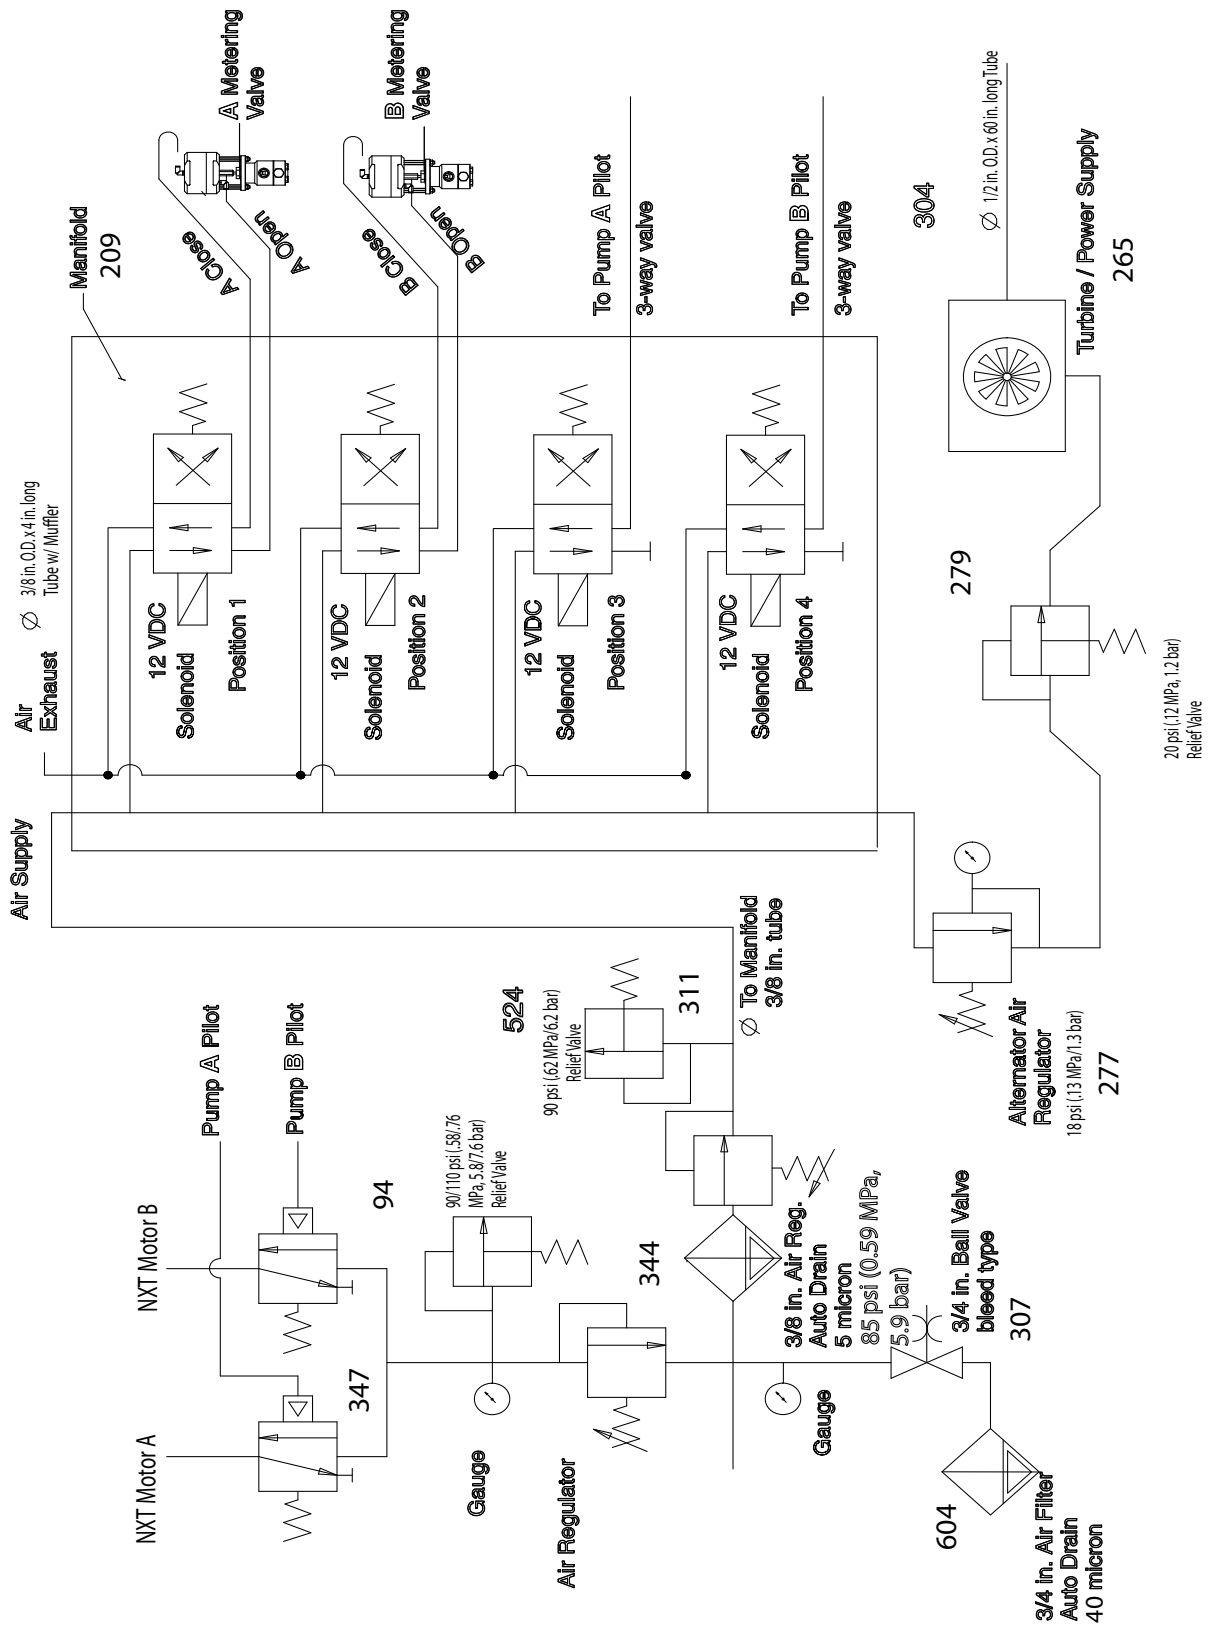 NXT Motor A
NXT Motor B
347
94
Pump A Pilot
Pump B Pilot
Gauge
90/110 psi (.58/.76
MPa, 5.8/7.6 bar)
Relief Valve
Air Regulator
344
524
90 psi (.62 MPa/6.2 bar)
Relief Valve
311
Ø To Manifold
3/8 in. tube
3/8 in. Air Reg.
Auto Drain
5 micron
85 psi (0.59 MPa,
5.9 bar)
Gauge
3/4 in. Ball Valve
bleed type
307
604
3/4 in. Air Filter
Auto Drain
40 micron
Air Supply
Air
Exhaust
Ø 3/8 in. O.D. x 4 in. long
Tube w/ Muffler
Manifold
209
12 VDC
Solenoid
Position 1
12 VDC
Solenoid
Position 2
12 VDC
Solenoid
Position 3
12 VDC
Solenoid
Position 4
A Close
A Open
A Metering
Valve
B Close
B Open
B Metering
Valve
To Pump A Pilot
3-way valve
To Pump B Pilot
3-way valve
Alternator Air
Regulator
18 psi (.13 MPa/1.3 bar)
277
279
20 psi (.12 MPa, 1.2 bar)
Relief Valve
304
Ø 1/2 in. O.D. x 60 in. long Tube
Turbine / Power Supply
265